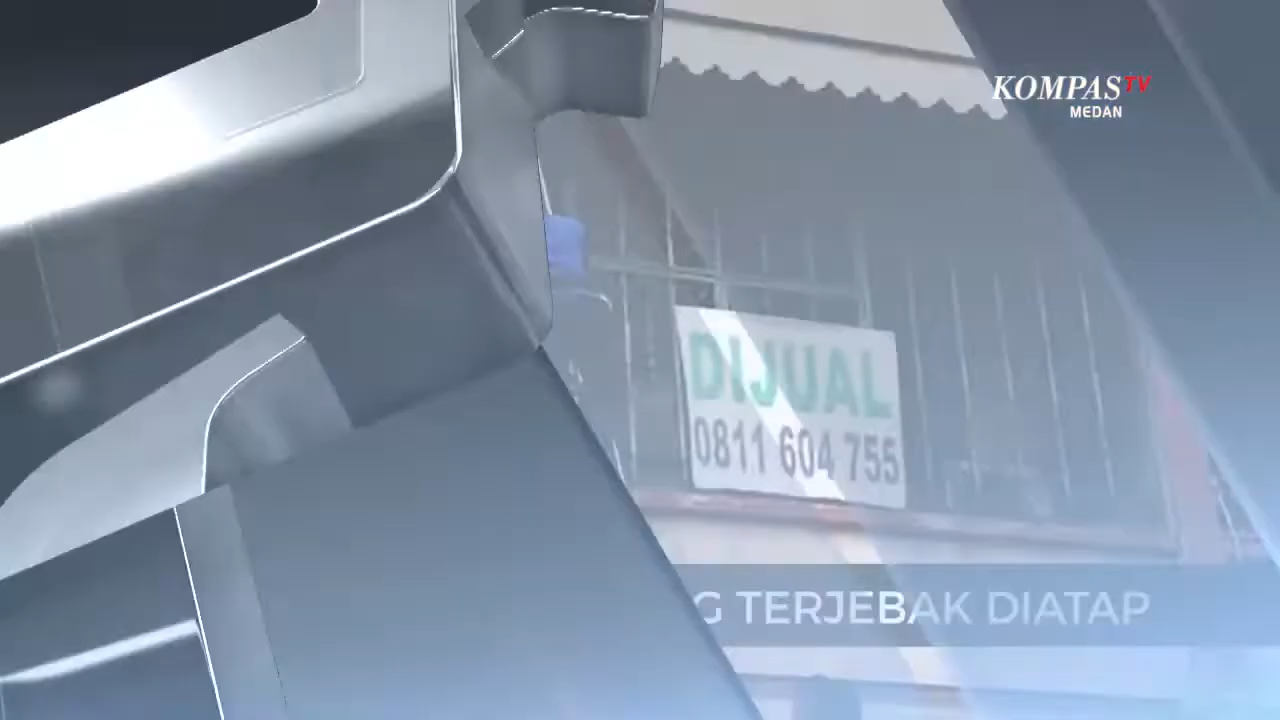 KOMPAS TV
MEDAN
DIJUAL
0811 604 755
G TERJEBAK DIATAP